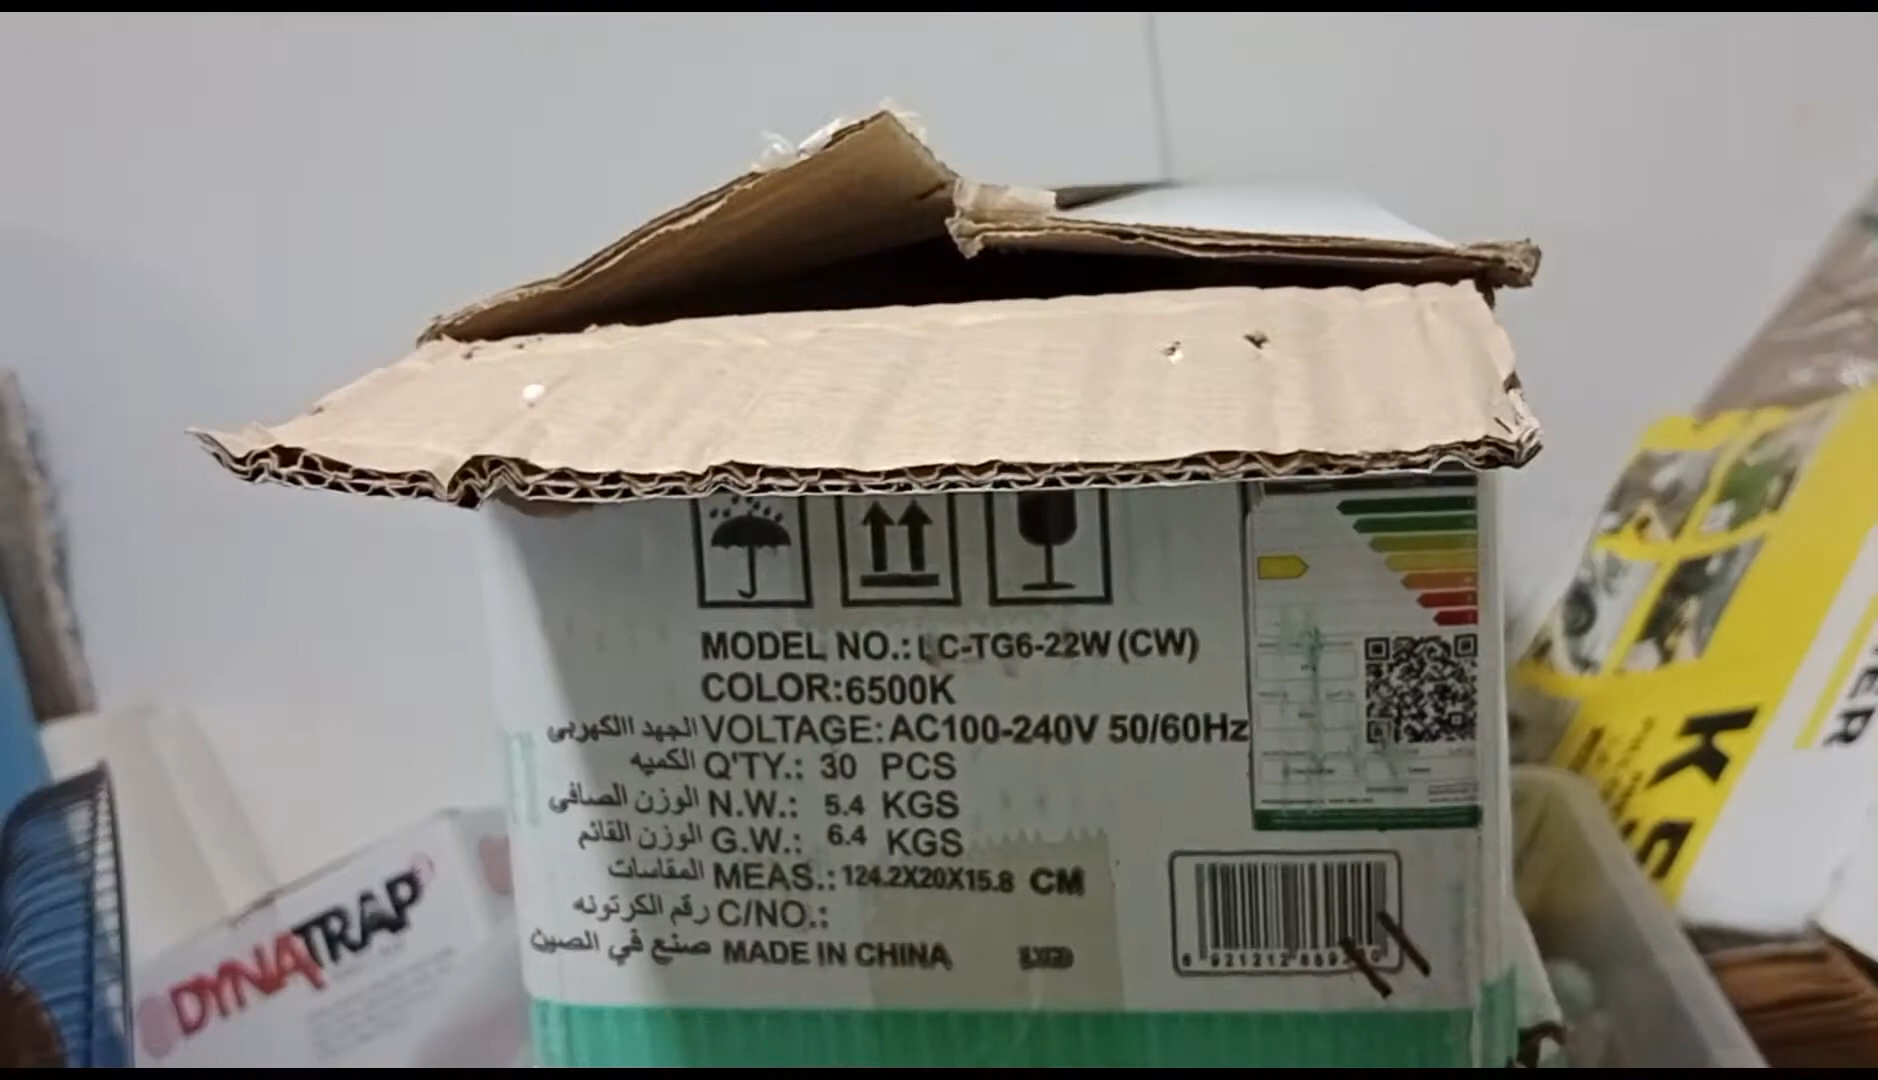 MODEL NO.: LC-TG6-22W (CW)
COLOR:6500K
الجهد االكهربي VOLTAGE: AC100-240V 50/60Hz
الكميه Q'TY.: 30 PCS
الوزن الصافي N.W.: 5.4 KGS
الوزن القائم G.W.: 6.4 KGS
المقاسات MEAS.: 124.2X20X15.8 CM
رقم الكرتونه C/NO.:
صنع في الصين MADE IN CHINA
DYNATRAP